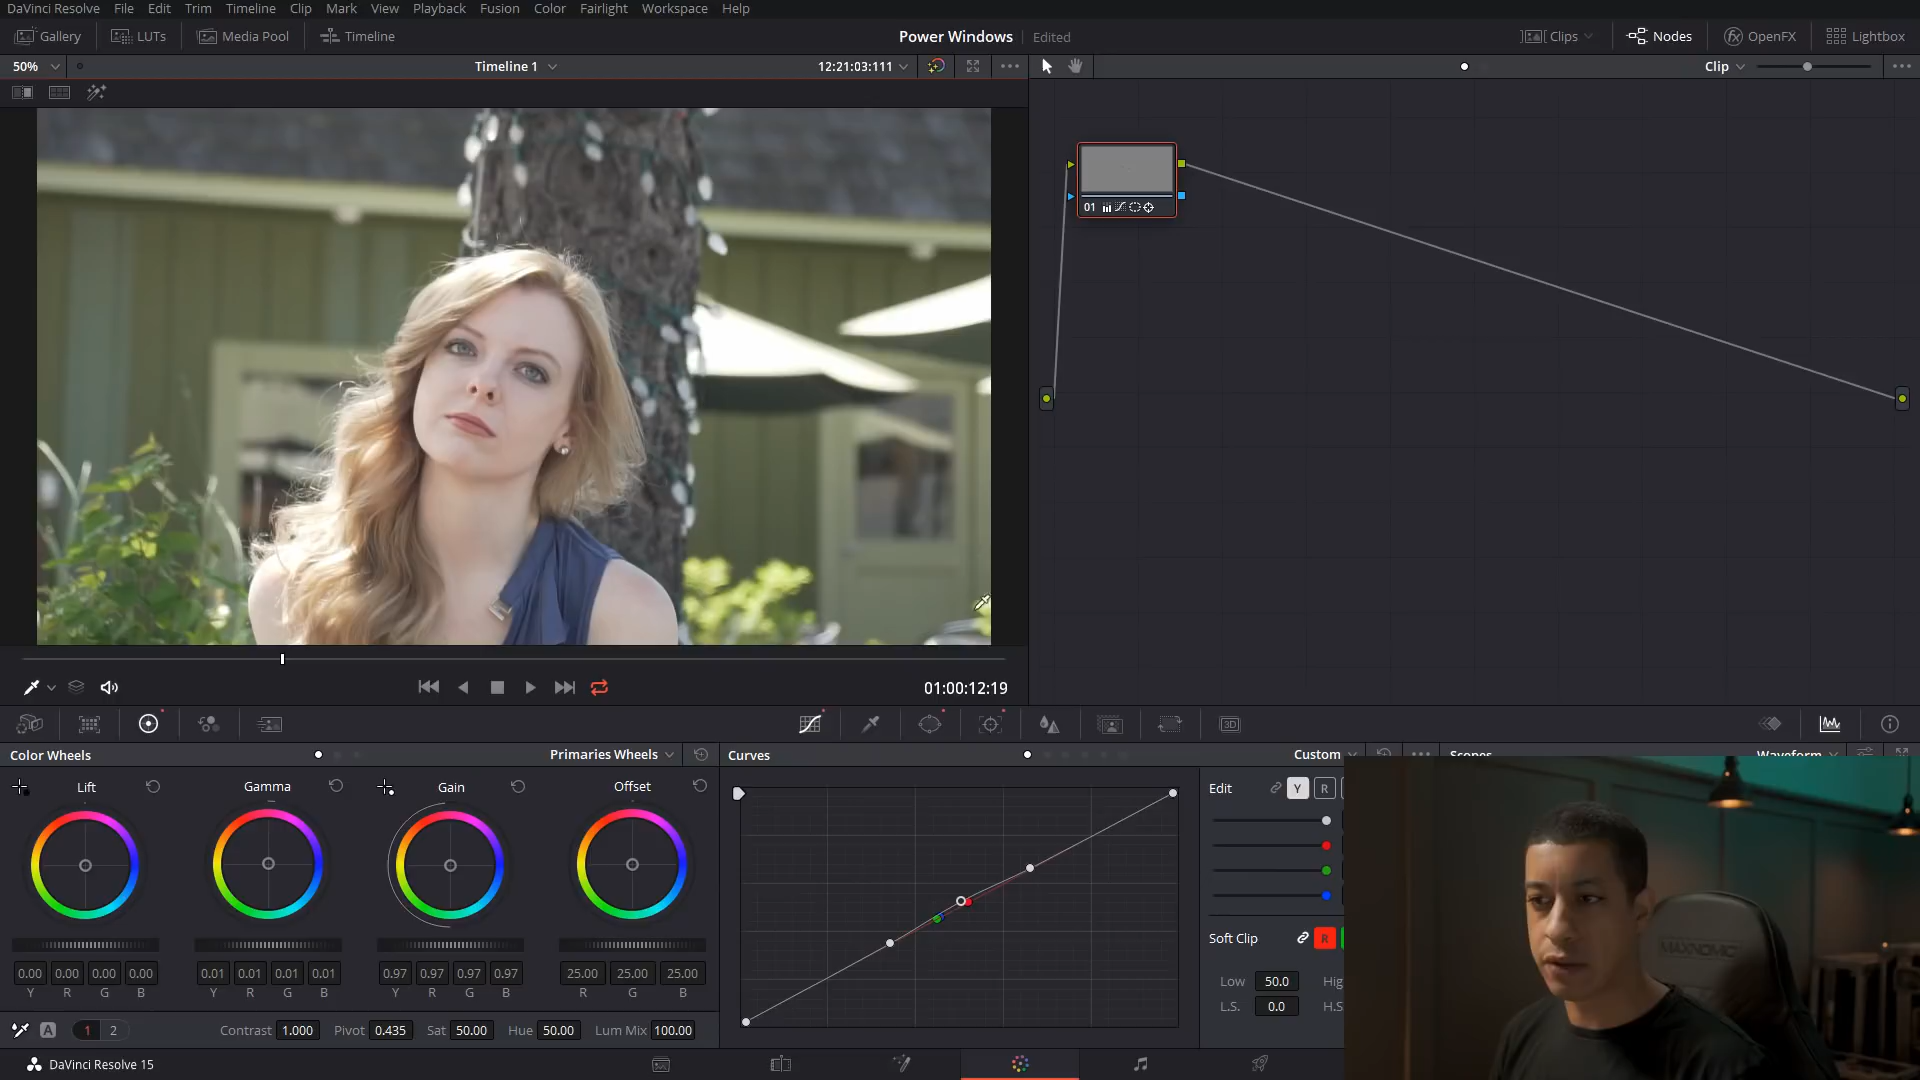 DaVinci Resolve File Edit Trim Timeline Clip Mark View Playback Fusion Color Fairlight Workspace Help
Gallery LUTs Media Pool Timeline Power Windows Edited Clips Nodes OpenFX Lightbox
50% Timeline 1 12:21:03:111 Clip
01
01:00:12:19
3D
Color Wheels Primaries Wheels Curves Custom Scopes Waveform
Lift Gamma Gain Offset Edit Y R
Soft Clip R
MAXNOMIC
0.00 0.00 0.00 0.00 0.01 0.01 0.01 0.01 0.97 0.97 0.97 0.97 25.00 25.00 25.00 Low 50.0 Hig
Y R G B Y R G B Y R G B R G B L.S. 0.0 H.S
A 1 2 Contrast 1.000 Pivot 0.435 Sat 50.00 Hue 50.00 Lum Mix 100.00
DaVinci Resolve 15